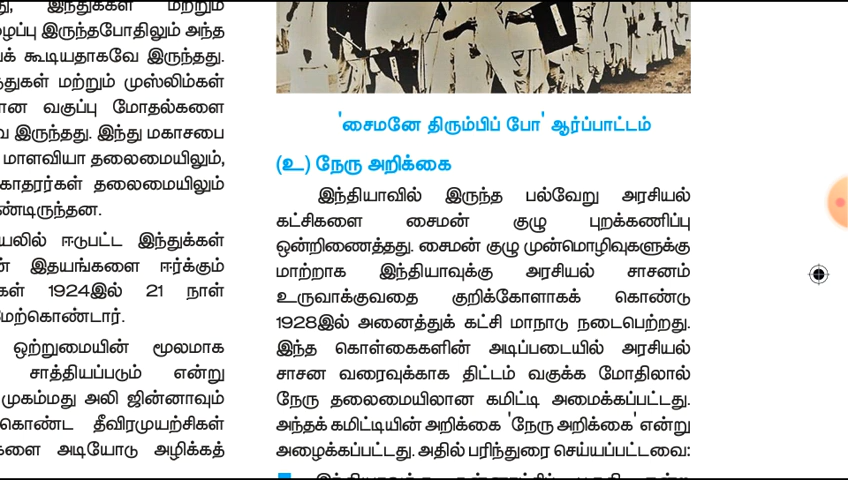 இந்துக்கள் மற்றும்
இருந்தபோதிலும் அந்த
கூடியதாகவே இருந்தது.
மற்றும் முஸ்லிம்கள்
வகுப்பு மோதல்களை
இருந்தது. இந்து மகாசபை
மாளவியா தலைமையிலும்,
தலைமையிலும்
ஈடுபட்ட இந்துக்கள்
இதயங்களை ஈர்க்கும்
1924இல் 21 நாள்
ஒற்றுமையின் மூலமாக
சாத்தியப்படும் என்று
முகம்மது அலி ஜின்னாவும்
தீவிரமுயற்சிகள்
அடியோடு அழிக்கத்
'சைமனே திரும்பிப் போ' ஆர்ப்பாட்டம்
(உ) நேரு அறிக்கை
இந்தியாவில் இருந்த பல்வேறு அரசியல்
கட்சிகளை சைமன் குழு புறக்கணிப்பு
ஒன்றிணைத்தது. சைமன் குழு முன்மொழிவுகளுக்கு
மாற்றாக இந்தியாவுக்கு அரசியல் சாசனம்
உருவாக்குவதை குறிக்கோளாகக் கொண்டு
1928இல் அனைத்துக் கட்சி மாநாடு நடைபெற்றது.
இந்த கொள்கைகளின் அடிப்படையில் அரசியல்
சாசன வரைவுக்காக திட்டம் வகுக்க மோதிலால்
நேரு தலைமையிலான கமிட்டி அமைக்கப்பட்டது.
அந்தக் கமிட்டியின் அறிக்கை 'நேரு அறிக்கை' என்று
அழைக்கப்பட்டது. அதில் பரிந்துரை செய்யப்பட்டவை: